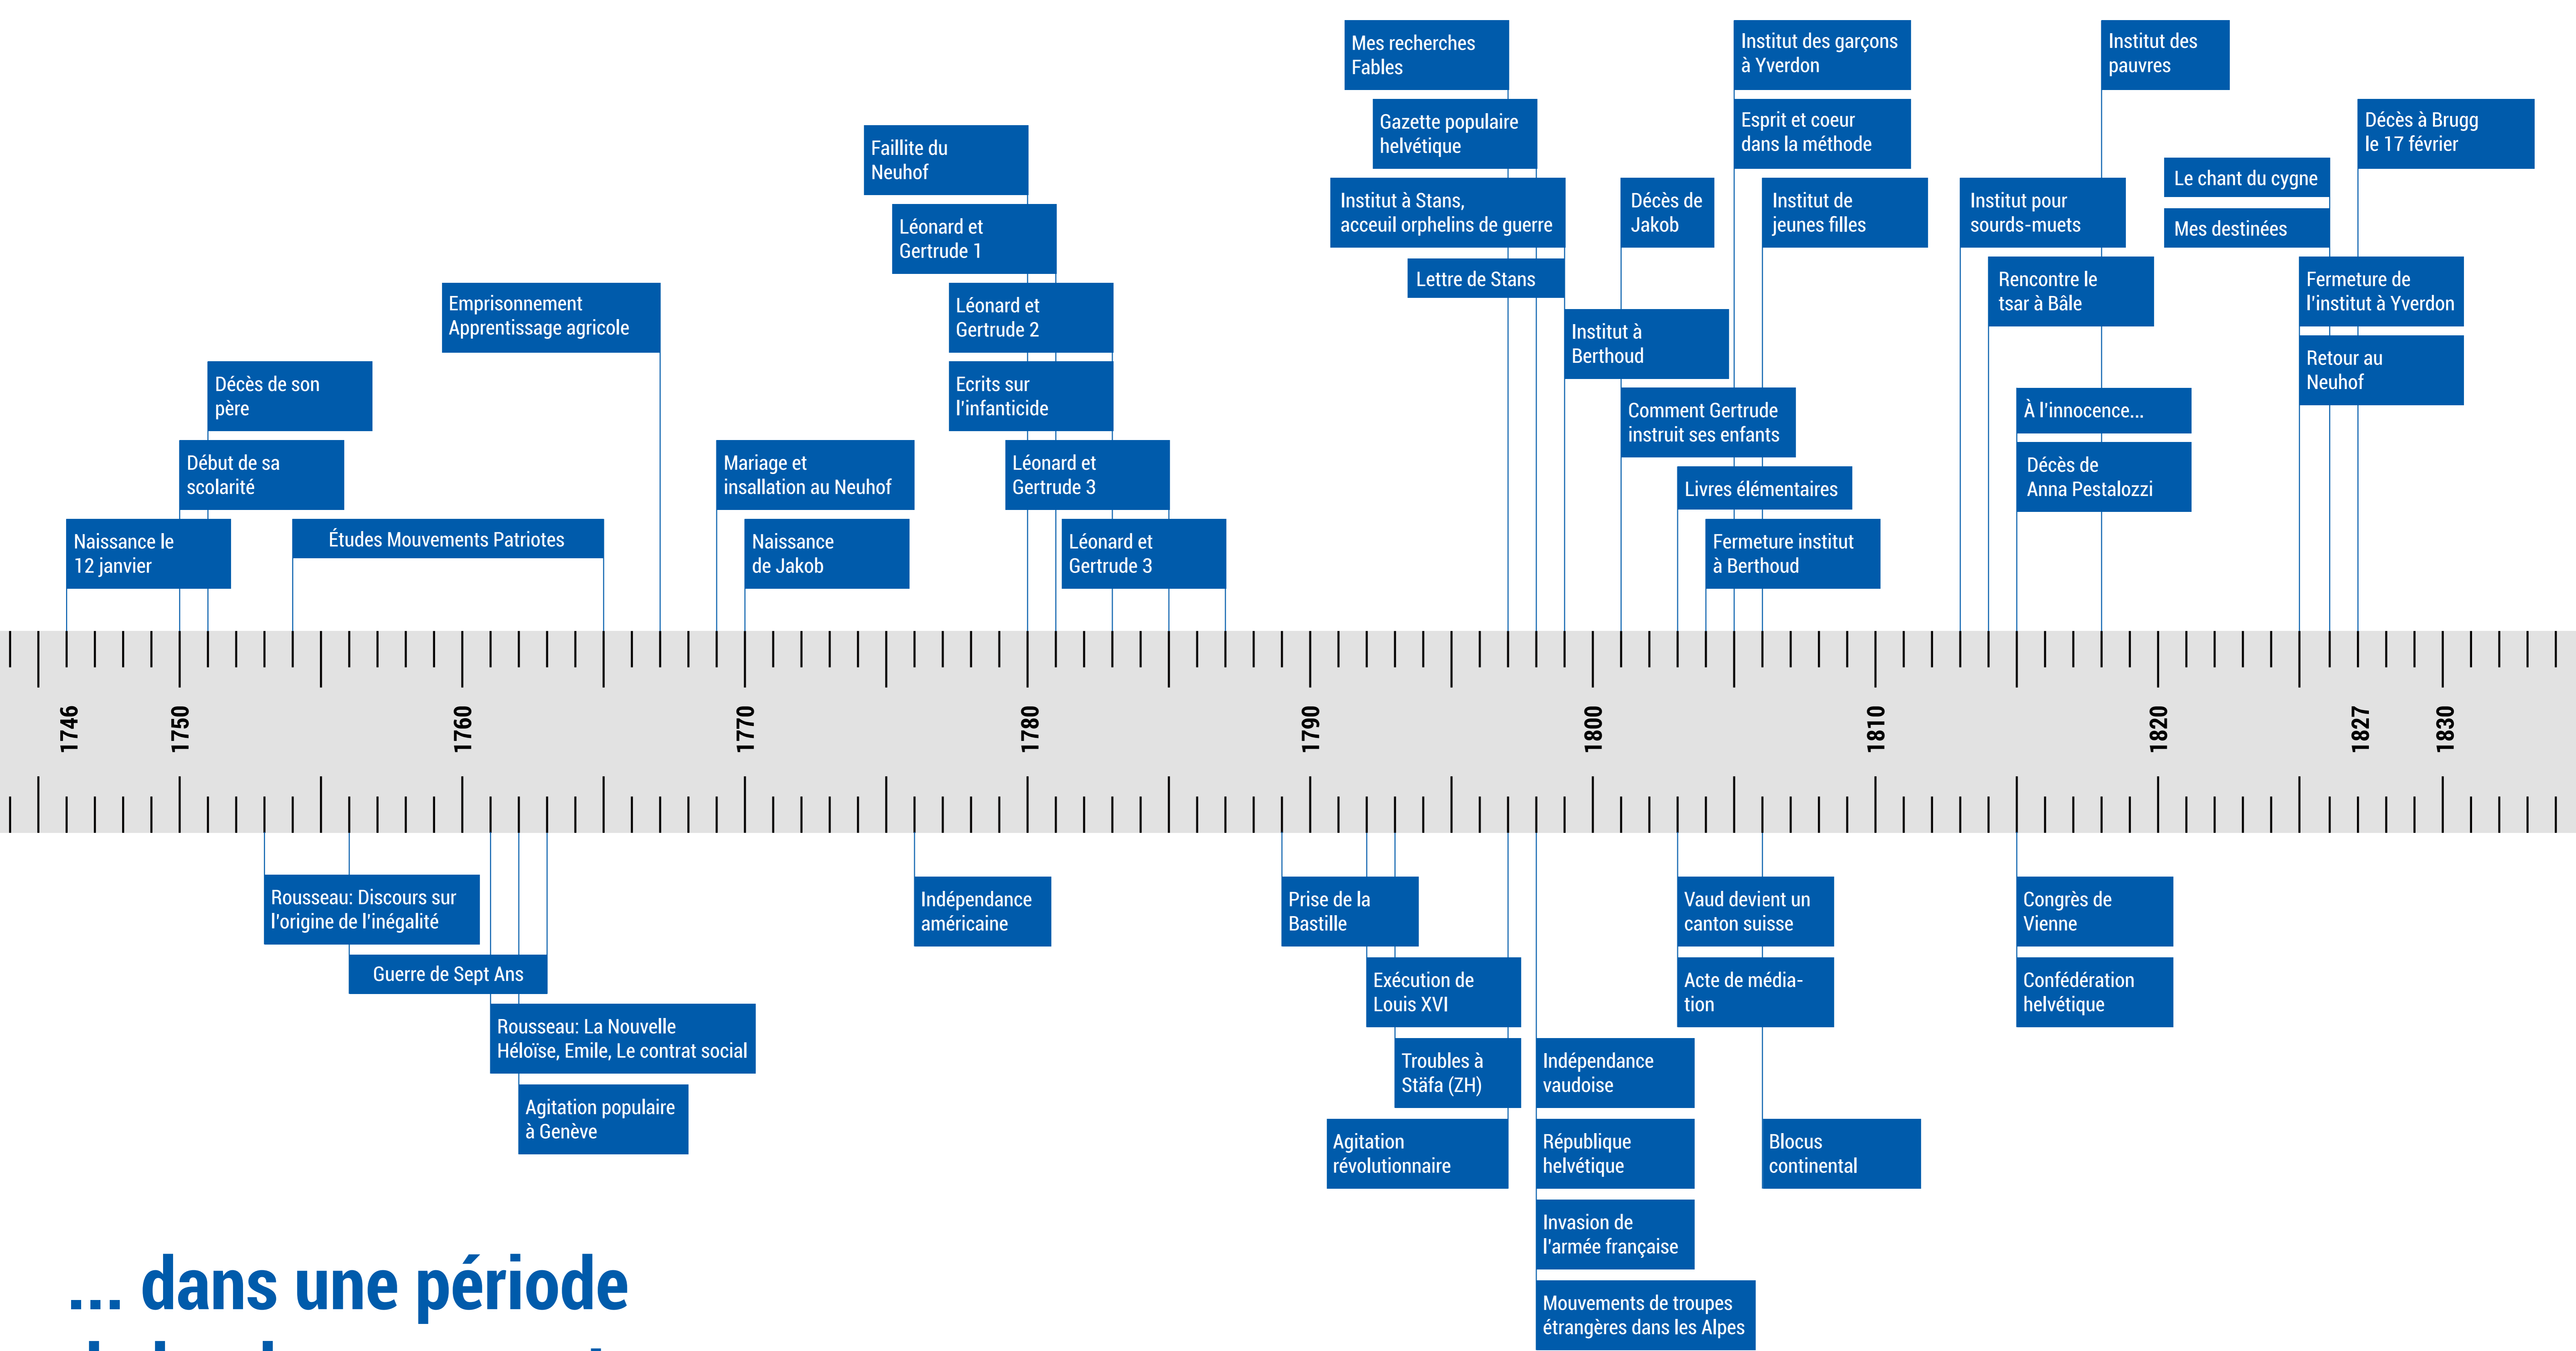 Mes recherches
Fables
Institut des garçons
à Yverdon
Institut des
pauvres
Gazette populaire
helvétique
Esprit et coeur
dans la méthode
Décès à Brugg
le 17 février
Faillite du
Neuhof
Le chant du cygne
Institut à Stans,
acceuil orphelins de guerre
Décès de
Jakob
Institut de
jeunes filles
Institut pour
sourds-muets
Mes destinées
Léonard et
Gertrude 1
Lettre de Stans
Rencontre le
tsar à Bâle
Fermeture de
l'institut à Yverdon
Emprisonnement
Apprentissage agricole
Léonard et
Gertrude 2
Institut à
Berthoud
Retour au
Neuhof
Décès de son
père
Ecrits sur
l'infanticide
Comment Gertrude
instruit ses enfants
À l'innocence...
Début de sa
scolarité
Mariage et
insallation au Neuhof
Léonard et
Gertrude 3
Livres élémentaires
Décès de
Anna Pestalozzi
Naissance le
12 janvier
Études Mouvements Patriotes
Naissance
de Jakob
Léonard et
Gertrude 3
Fermeture institut
à Berthoud
1746
1750
1760
1770
1780
1790
1800
1810
1820
1827
1830
Rousseau: Discours sur
l'origine de l'inégalité
Indépendance
américaine
Prise de la
Bastille
Vaud devient un
canton suisse
Congrès de
Vienne
Guerre de Sept Ans
Exécution de
Louis XVI
Acte de média-
tion
Confédération
helvétique
Rousseau: La Nouvelle
Héloïse, Emile, Le contrat social
Troubles à
Stäfa (ZH)
Indépendance
vaudoise
Agitation populaire
à Genève
Agitation
révolutionnaire
République
helvétique
Blocus
continental
Invasion de
l'armée française
Mouvements de troupes
étrangères dans les Alpes
... dans une période